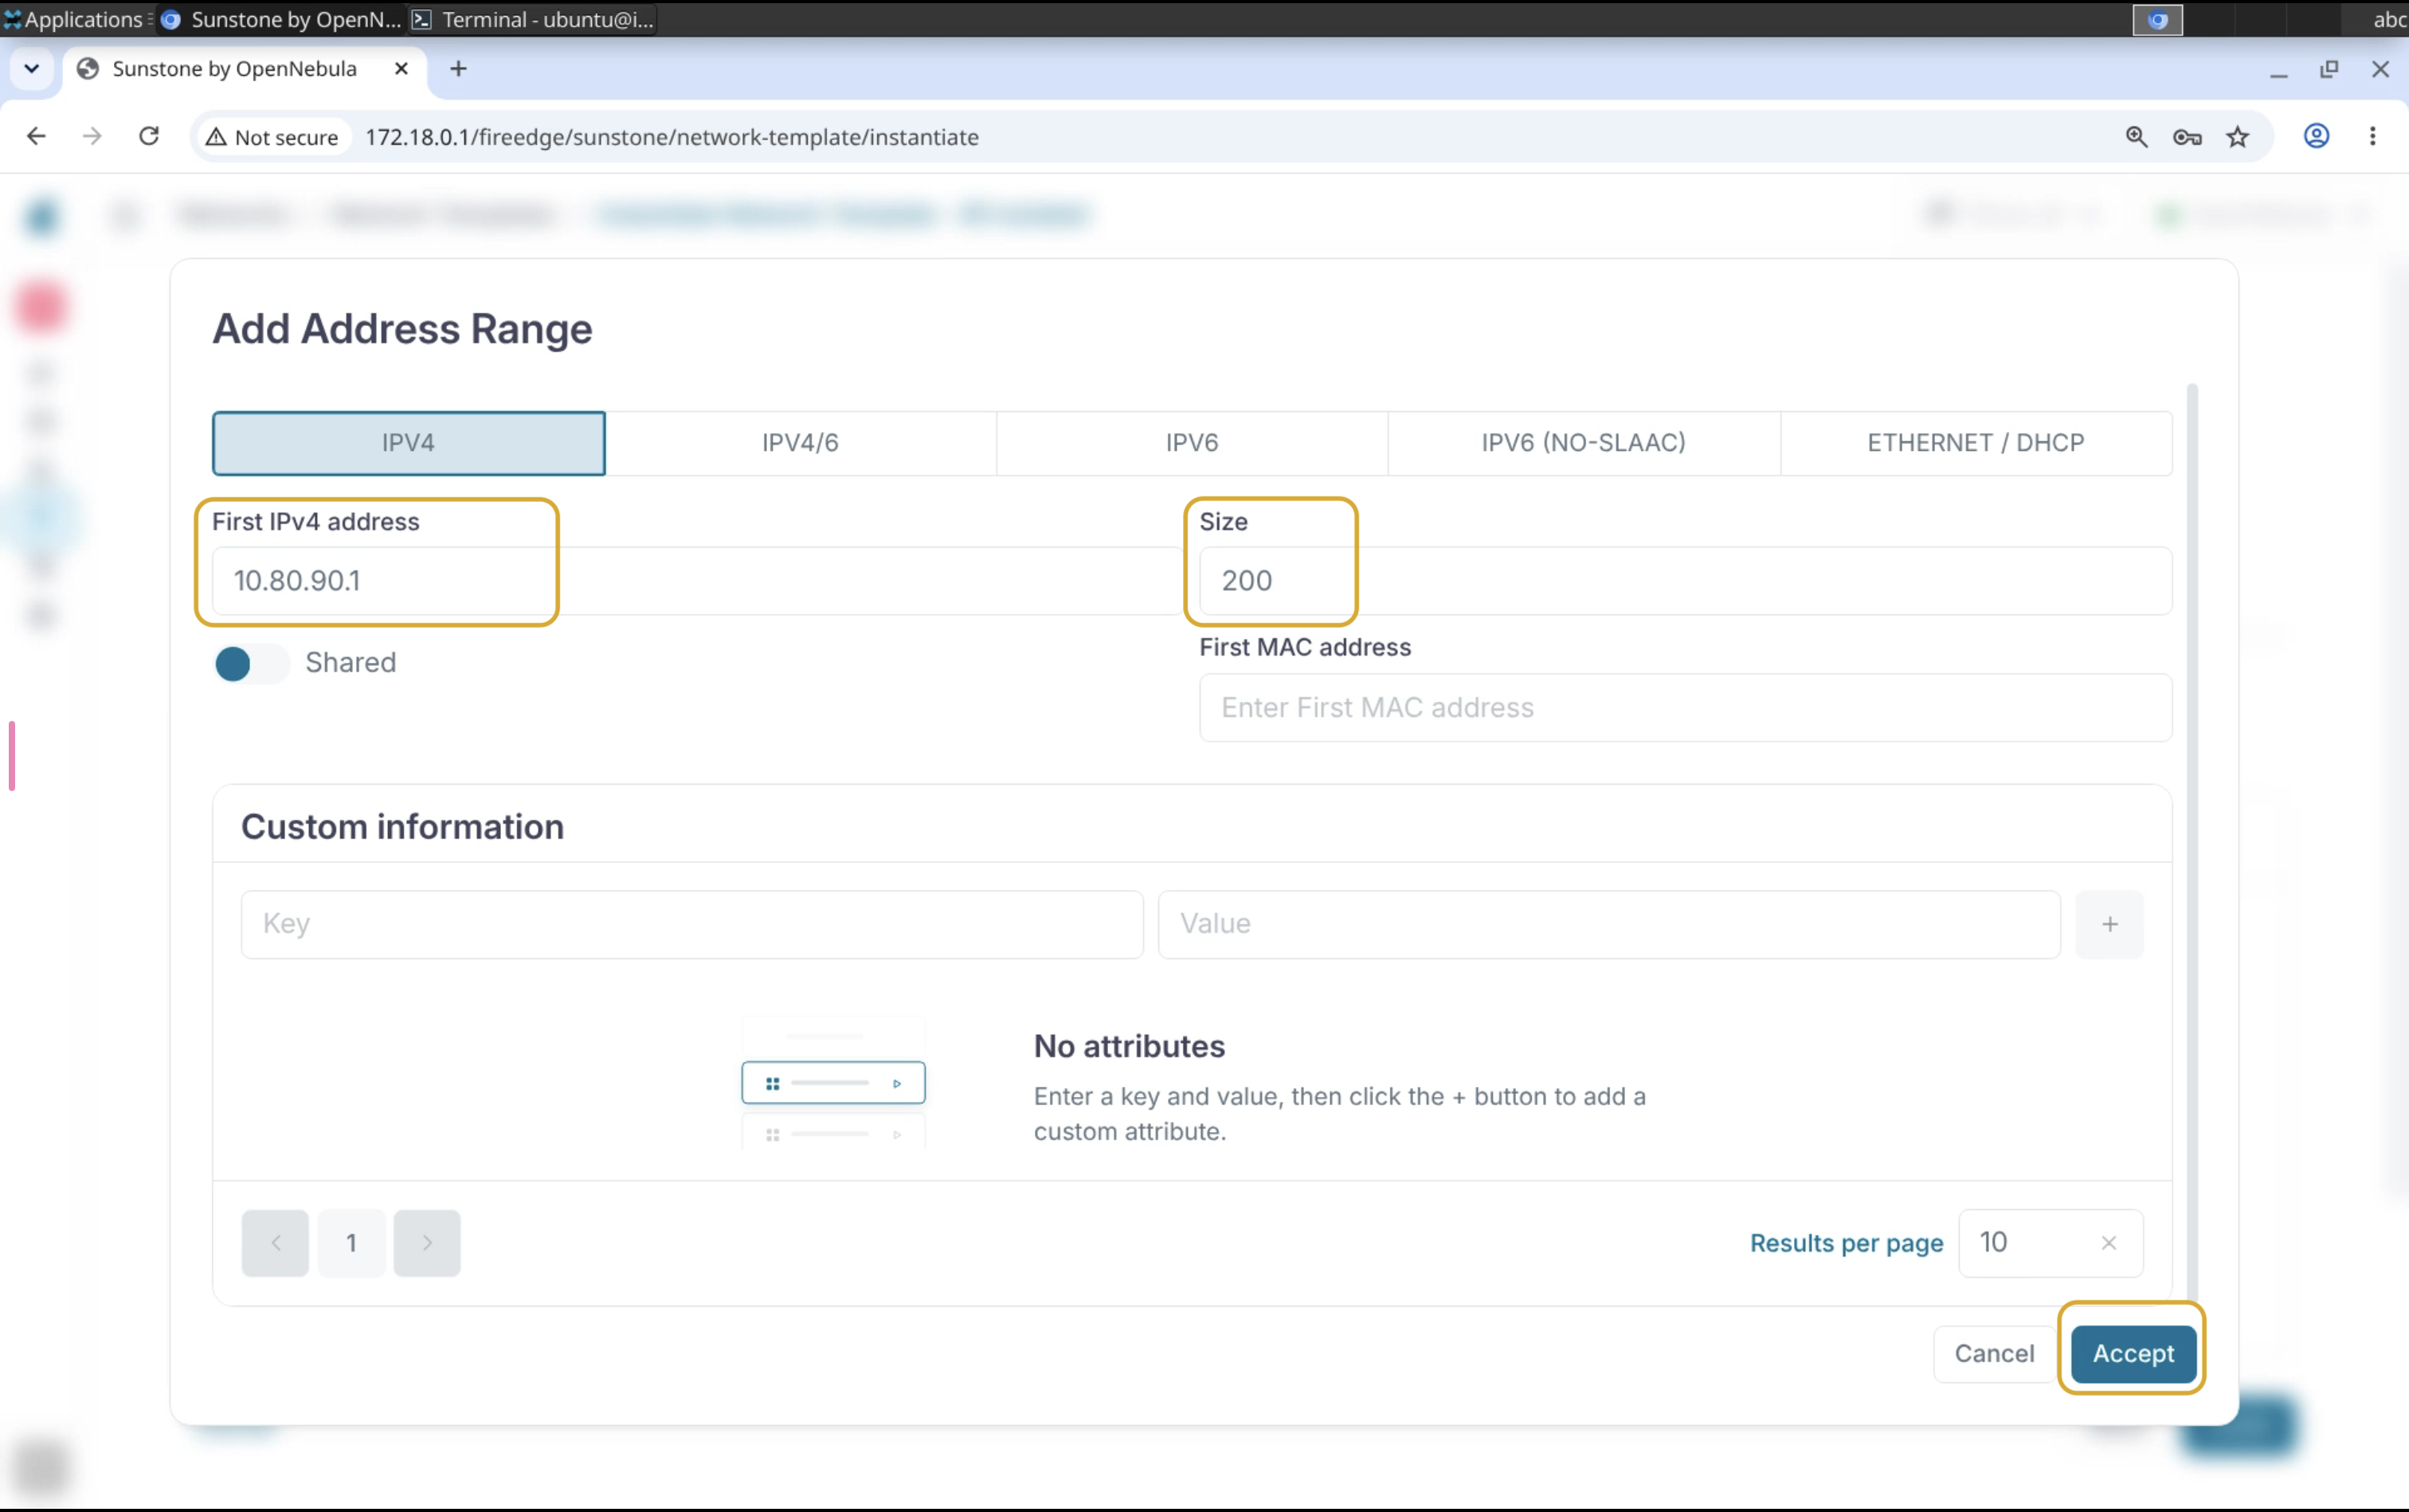 Applications
Sunstone by OpenN...
Terminal - ubuntu@i...
abc
Sunstone by OpenNebula
Not secure
172.18.0.1/fireedge/sunstone/network-template/instantiate
Add Address Range
IPV4
IPV4/6
IPV6
IPV6 (NO-SLAAC)
ETHERNET / DHCP
First IPv4 address
Size
10.80.90.1
200
Shared
First MAC address
Enter First MAC address
Custom information
Key
Value
+
No attributes
Enter a key and value, then click the + button to add a
custom attribute.
1
Results per page
10
Cancel
Accept